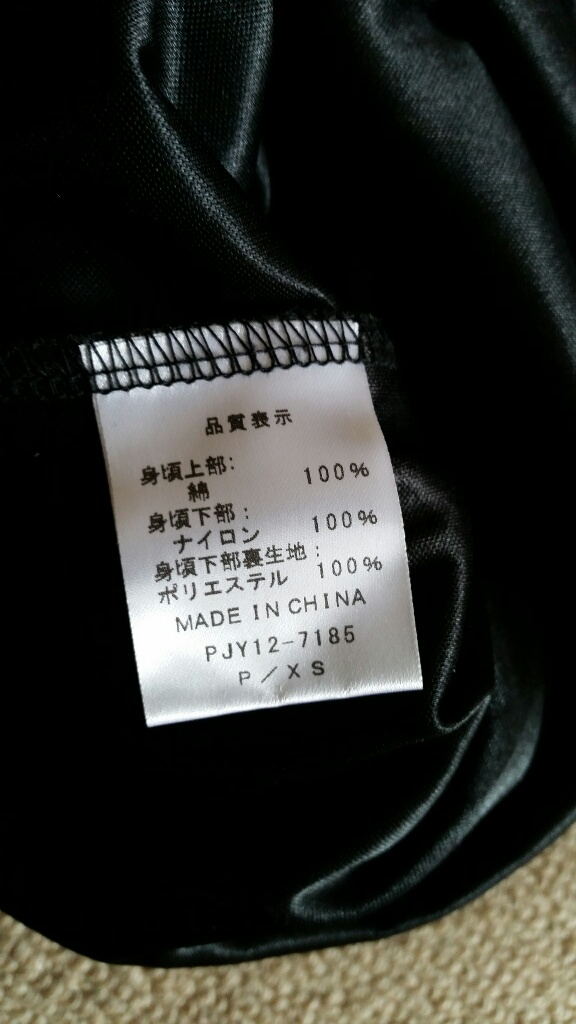 品質表示
身頃上部:
綿 100%
身頃下部:
ナイロン 100%
身頃下部裏生地:
ポリエステル 100%
MADE IN CHINA
PJY12-7185
P/XS